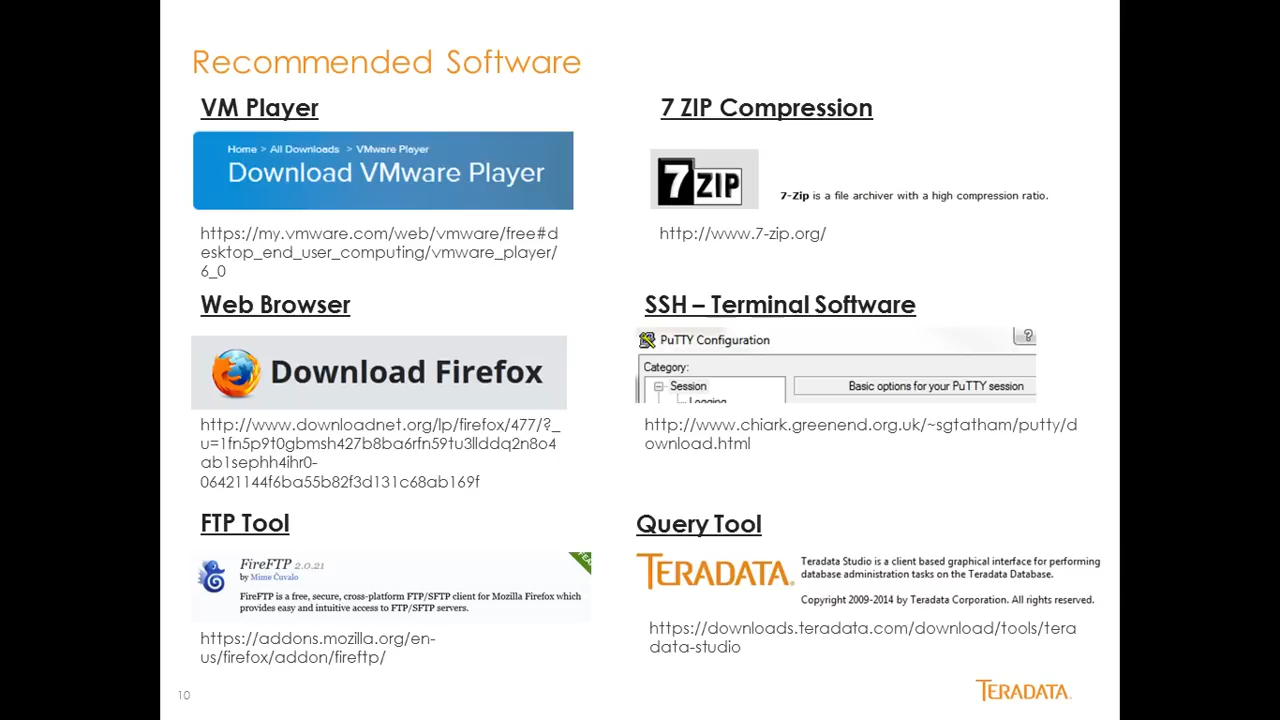 Recommended Software
VM Player
Home > All Downloads > VMware Player
Download VMware Player
https://my.vmware.com/web/vmware/free#d
esktop_end_user_computing/vmware_player/
6_0
7 ZIP Compression
7 ZIP
7-Zip is a file archiver with a high compression ratio.
http://www.7-zip.org/
Web Browser
Download Firefox
http://www.downloadnet.org/lp/firefox/477/?_
u=1fn5p9t0gbmsh427b8ba6rfn59tu3llddq2n8o4
ab1sephh4ihr0-
06421144f6ba55b82f3d131c68ab169f
SSH – Terminal Software
PuTTY Configuration
?
Category:
Session
Logging
Basic options for your PuTTY session
http://www.chiark.greenend.org.uk/~sgtatham/putty/d
ownload.html
FTP Tool
FireFTP 2.0.21
by Mime Čuvalo
FireFTP is a free, secure, cross-platform FTP/SFTP client for Mozilla Firefox which
provides easy and intuitive access to FTP/SFTP servers.
https://addons.mozilla.org/en-
us/firefox/addon/fireftp/
Query Tool
TERADATA.
Teradata Studio is a client based graphical interface for performing
database administration tasks on the Teradata Database.
Copyright 2009-2014 by Teradata Corporation. All rights reserved.
https://downloads.teradata.com/download/tools/tera
data-studio
10
TERADATA.